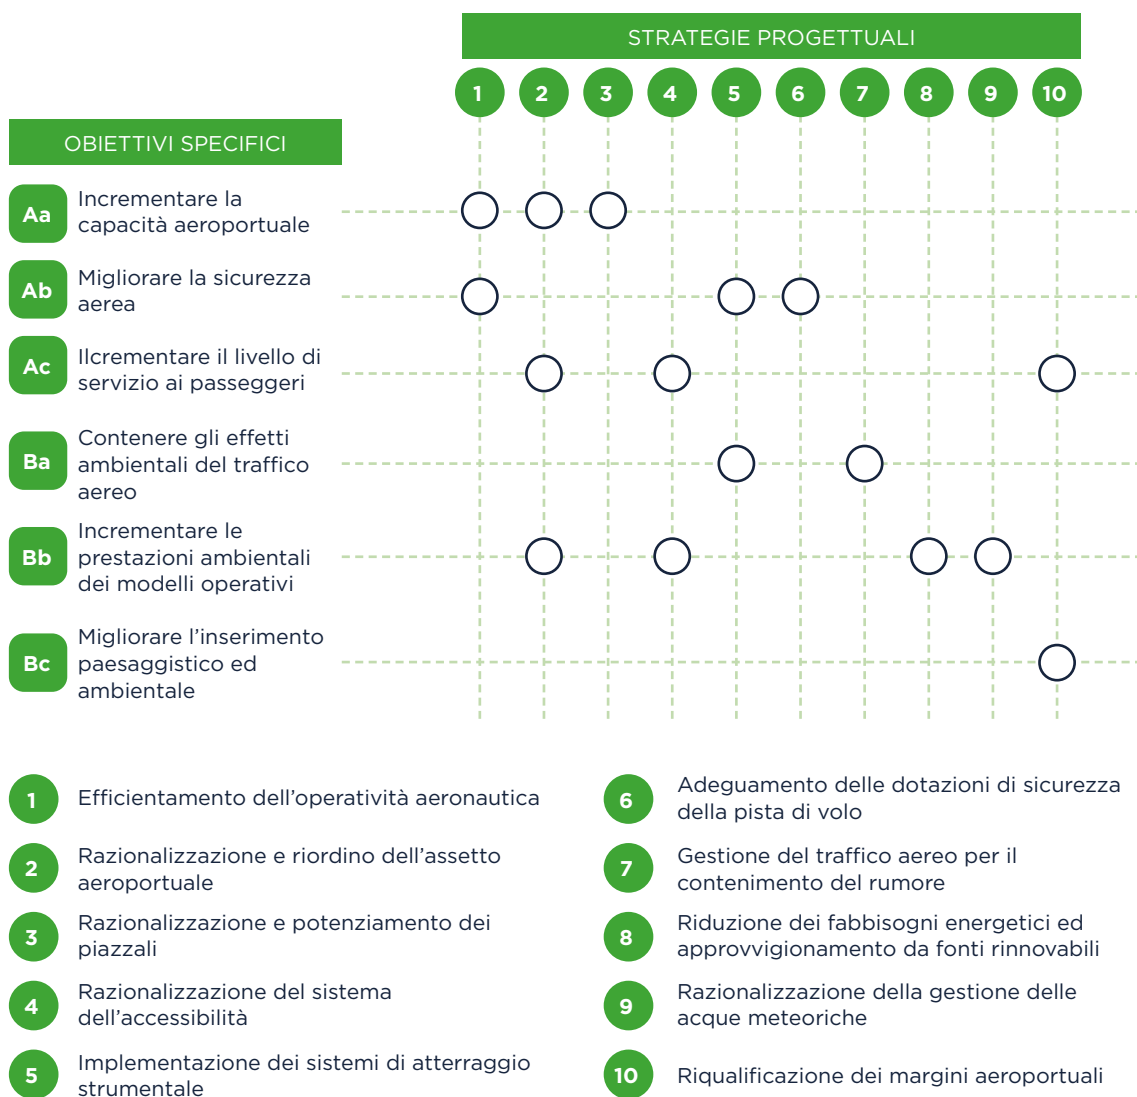 STRATEGIE PROGETTUALI
1 2 3 4 5 6 7 8 9 10
OBIETTIVI SPECIFICI
Aa
Incrementare la
capacità aeroportuale
Ab
Migliorare la sicurezza
aerea
Ac
Ilcrementare il livello di
servizio ai passeggeri
Ba
Contenere gli effetti
ambientali del traffico
aereo
Bb
Incrementare le
prestazioni ambientali
dei modelli operativi
Bc
Migliorare l’inserimento
paesaggistico ed
ambientale
1
Efficientamento dell’operatività aeronautica
2
Razionalizzazione e riordino dell’assetto
aeroportuale
3
Razionalizzazione e potenziamento dei
piazzali
4
Razionalizzazione del sistema
dell’accessibilità
5
Implementazione dei sistemi di atterraggio
strumentale
6
Adeguamento delle dotazioni di sicurezza
della pista di volo
7
Gestione del traffico aereo per il
contenimento del rumore
8
Riduzione dei fabbisogni energetici ed
approvvigionamento da fonti rinnovabili
9
Razionalizzazione della gestione delle
acque meteoriche
10
Riqualificazione dei margini aeroportuali